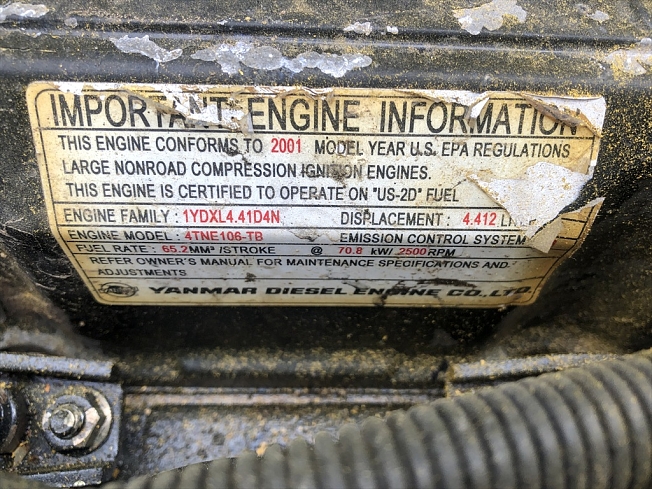 IMPORTANT ENGINE INFORMATION
THIS ENGINE CONFORMS TO 2001 MODEL YEAR U.S. EPA REGULATIONS
LARGE NONROAD COMPRESSION IGNITION ENGINES.
THIS ENGINE IS CERTIFIED TO OPERATE ON "US-2D" FUEL
ENGINE FAMILY : 1YDXL4.41D4N DISPLACEMENT : 4.412
ENGINE MODEL : 4TNE106-TB EMISSION CONTROL SYSTEM
FUEL RATE : 65.2MM³ /STROKE @ 70.8 kW/ 2500RPM
REFER OWNER'S MANUAL FOR MAINTENANCE SPECIFICATIONS AND
ADJUSTMENTS
YANMAR DIESEL ENGINE CO.,LTD.